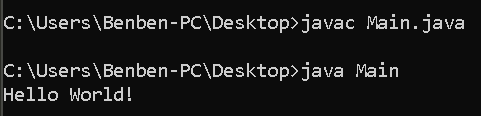 C:\Users\Benben-PC\Desktop>javac Main.java
C:\Users\Benben-PC\Desktop>java Main
Hello World!